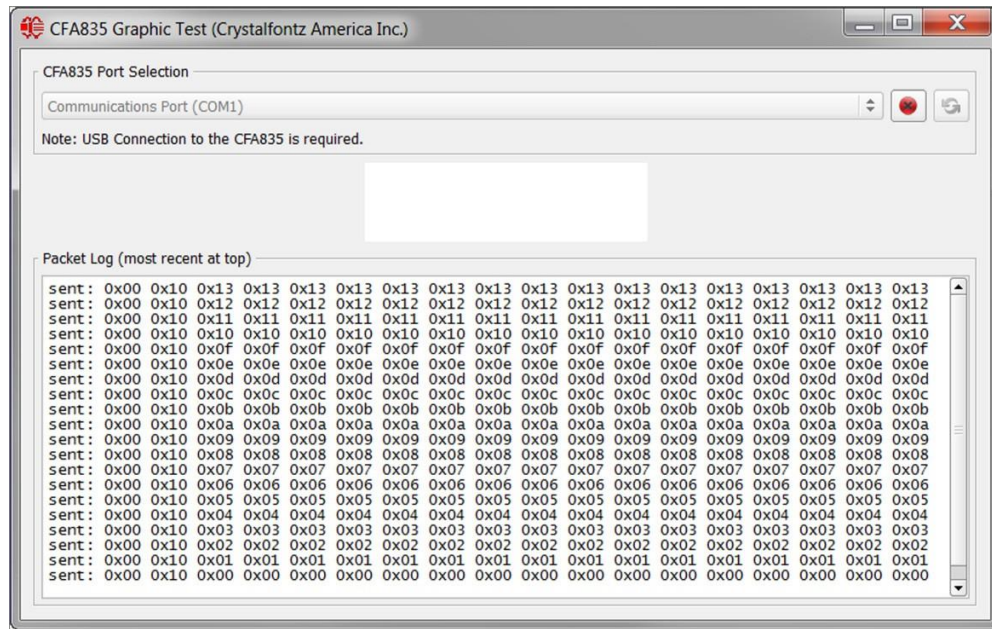 CFA835 Graphic Test (Crystalfontz America Inc.)
CFA835 Port Selection
Communications Port (COM1)
Note: USB Connection to the CFA835 is required.
Packet Log (most recent at top)
sent: 0x00 0x10 0x13 0x13 0x13 0x13 0x13 0x13 0x13 0x13 0x13 0x13 0x13 0x13 0x13 0x13 0x13 0x13
sent: 0x00 0x10 0x12 0x12 0x12 0x12 0x12 0x12 0x12 0x12 0x12 0x12 0x12 0x12 0x12 0x12 0x12 0x12
sent: 0x00 0x10 0x11 0x11 0x11 0x11 0x11 0x11 0x11 0x11 0x11 0x11 0x11 0x11 0x11 0x11 0x11 0x11
sent: 0x00 0x10 0x10 0x10 0x10 0x10 0x10 0x10 0x10 0x10 0x10 0x10 0x10 0x10 0x10 0x10 0x10 0x10
sent: 0x00 0x10 0x0f 0x0f 0x0f 0x0f 0x0f 0x0f 0x0f 0x0f 0x0f 0x0f 0x0f 0x0f 0x0f 0x0f 0x0f 0x0f
sent: 0x00 0x10 0x0e 0x0e 0x0e 0x0e 0x0e 0x0e 0x0e 0x0e 0x0e 0x0e 0x0e 0x0e 0x0e 0x0e 0x0e 0x0e
sent: 0x00 0x10 0x0d 0x0d 0x0d 0x0d 0x0d 0x0d 0x0d 0x0d 0x0d 0x0d 0x0d 0x0d 0x0d 0x0d 0x0d 0x0d
sent: 0x00 0x10 0x0c 0x0c 0x0c 0x0c 0x0c 0x0c 0x0c 0x0c 0x0c 0x0c 0x0c 0x0c 0x0c 0x0c 0x0c 0x0c
sent: 0x00 0x10 0x0b 0x0b 0x0b 0x0b 0x0b 0x0b 0x0b 0x0b 0x0b 0x0b 0x0b 0x0b 0x0b 0x0b 0x0b 0x0b
sent: 0x00 0x10 0x0a 0x0a 0x0a 0x0a 0x0a 0x0a 0x0a 0x0a 0x0a 0x0a 0x0a 0x0a 0x0a 0x0a 0x0a 0x0a
sent: 0x00 0x10 0x09 0x09 0x09 0x09 0x09 0x09 0x09 0x09 0x09 0x09 0x09 0x09 0x09 0x09 0x09 0x09
sent: 0x00 0x10 0x08 0x08 0x08 0x08 0x08 0x08 0x08 0x08 0x08 0x08 0x08 0x08 0x08 0x08 0x08 0x08
sent: 0x00 0x10 0x07 0x07 0x07 0x07 0x07 0x07 0x07 0x07 0x07 0x07 0x07 0x07 0x07 0x07 0x07 0x07
sent: 0x00 0x10 0x06 0x06 0x06 0x06 0x06 0x06 0x06 0x06 0x06 0x06 0x06 0x06 0x06 0x06 0x06 0x06
sent: 0x00 0x10 0x05 0x05 0x05 0x05 0x05 0x05 0x05 0x05 0x05 0x05 0x05 0x05 0x05 0x05 0x05 0x05
sent: 0x00 0x10 0x04 0x04 0x04 0x04 0x04 0x04 0x04 0x04 0x04 0x04 0x04 0x04 0x04 0x04 0x04 0x04
sent: 0x00 0x10 0x03 0x03 0x03 0x03 0x03 0x03 0x03 0x03 0x03 0x03 0x03 0x03 0x03 0x03 0x03 0x03
sent: 0x00 0x10 0x02 0x02 0x02 0x02 0x02 0x02 0x02 0x02 0x02 0x02 0x02 0x02 0x02 0x02 0x02 0x02
sent: 0x00 0x10 0x01 0x01 0x01 0x01 0x01 0x01 0x01 0x01 0x01 0x01 0x01 0x01 0x01 0x01 0x01 0x01
sent: 0x00 0x10 0x00 0x00 0x00 0x00 0x00 0x00 0x00 0x00 0x00 0x00 0x00 0x00 0x00 0x00 0x00 0x00